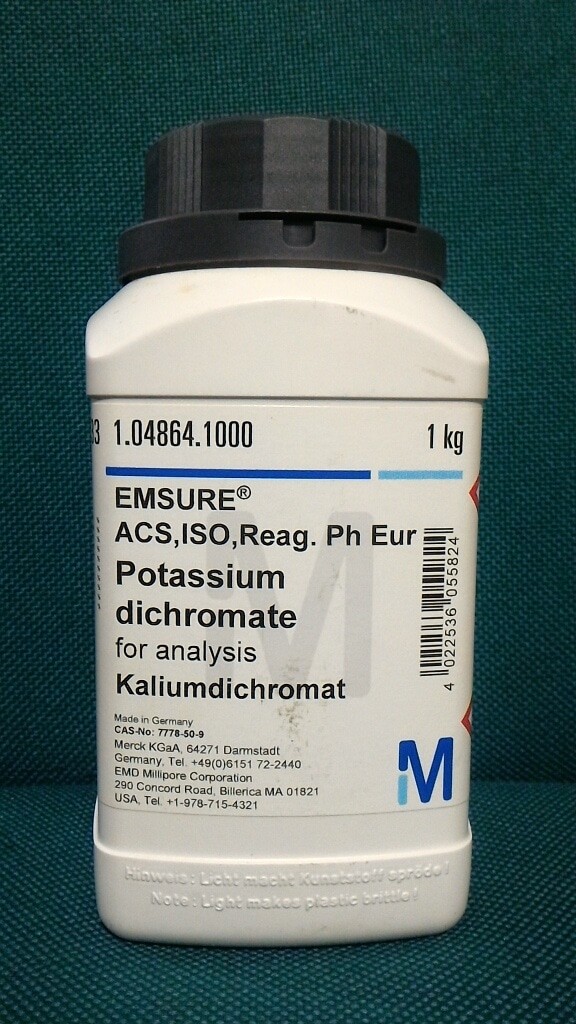 3 1.04864.1000 1 kg
EMSURE®
ACS,ISO,Reag. Ph Eur
Potassium
dichromate
for analysis
Kaliumdichromat
4 022536 055824
Made in Germany
CAS-No: 7778-50-9
Merck KGaA, 64271 Darmstadt
Germany, Tel. +49(0)6151 72-2440
EMD Millipore Corporation
290 Concord Road, Billerica MA 01821
USA, Tel. +1-978-715-4321
M
Hinweis: Licht macht Kunststoff spröde!
Note: Light makes plastic brittle!